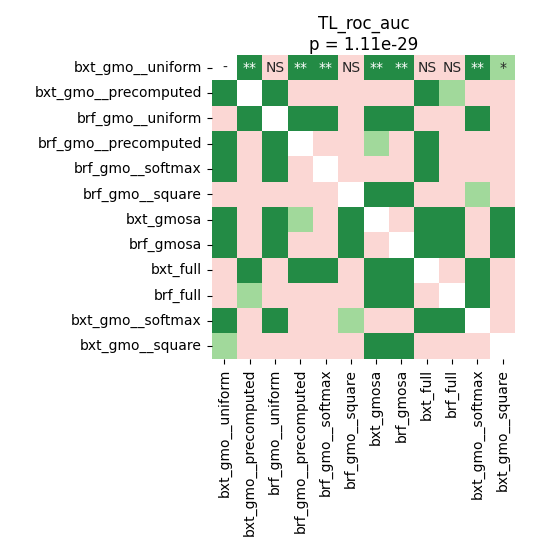 TL_roc_auc
p = 1.11e-29
bxt_gmo__uniform - ** NS ** ** NS ** ** NS NS ** *
bxt_gmo__precomputed
brf_gmo__uniform
brf_gmo__precomputed
brf_gmo__softmax
brf_gmo__square
bxt_gmosa
brf_gmosa
bxt_full
brf_full
bxt_gmo__softmax
bxt_gmo__square
bxt_gmo__uniform
bxt_gmo__precomputed
brf_gmo__uniform
brf_gmo__precomputed
brf_gmo__softmax
brf_gmo__square
bxt_gmosa
brf_gmosa
bxt_full
brf_full
bxt_gmo__softmax
bxt_gmo__square